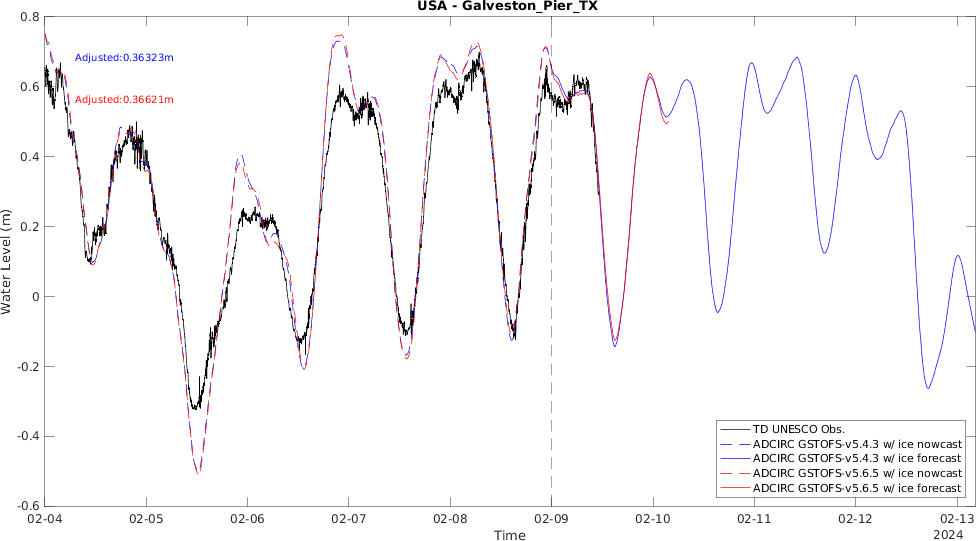 USA - Galveston_Pier_TX
0.8
0.6
0.4
0.2
0
-0.2
-0.4
-0.6
Water Level (m)
Adjusted:0.36323m
Adjusted:0.36621m
TD UNESCO Obs.
ADCIRC GSTOFS-v5.4.3 w/ ice nowcast
ADCIRC GSTOFS-v5.4.3 w/ ice forecast
ADCIRC GSTOFS-v5.6.5 w/ ice nowcast
ADCIRC GSTOFS-v5.6.5 w/ ice forecast
02-04 02-05 02-06 02-07 02-08 02-09 02-10 02-11 02-12 02-13
Time
2024